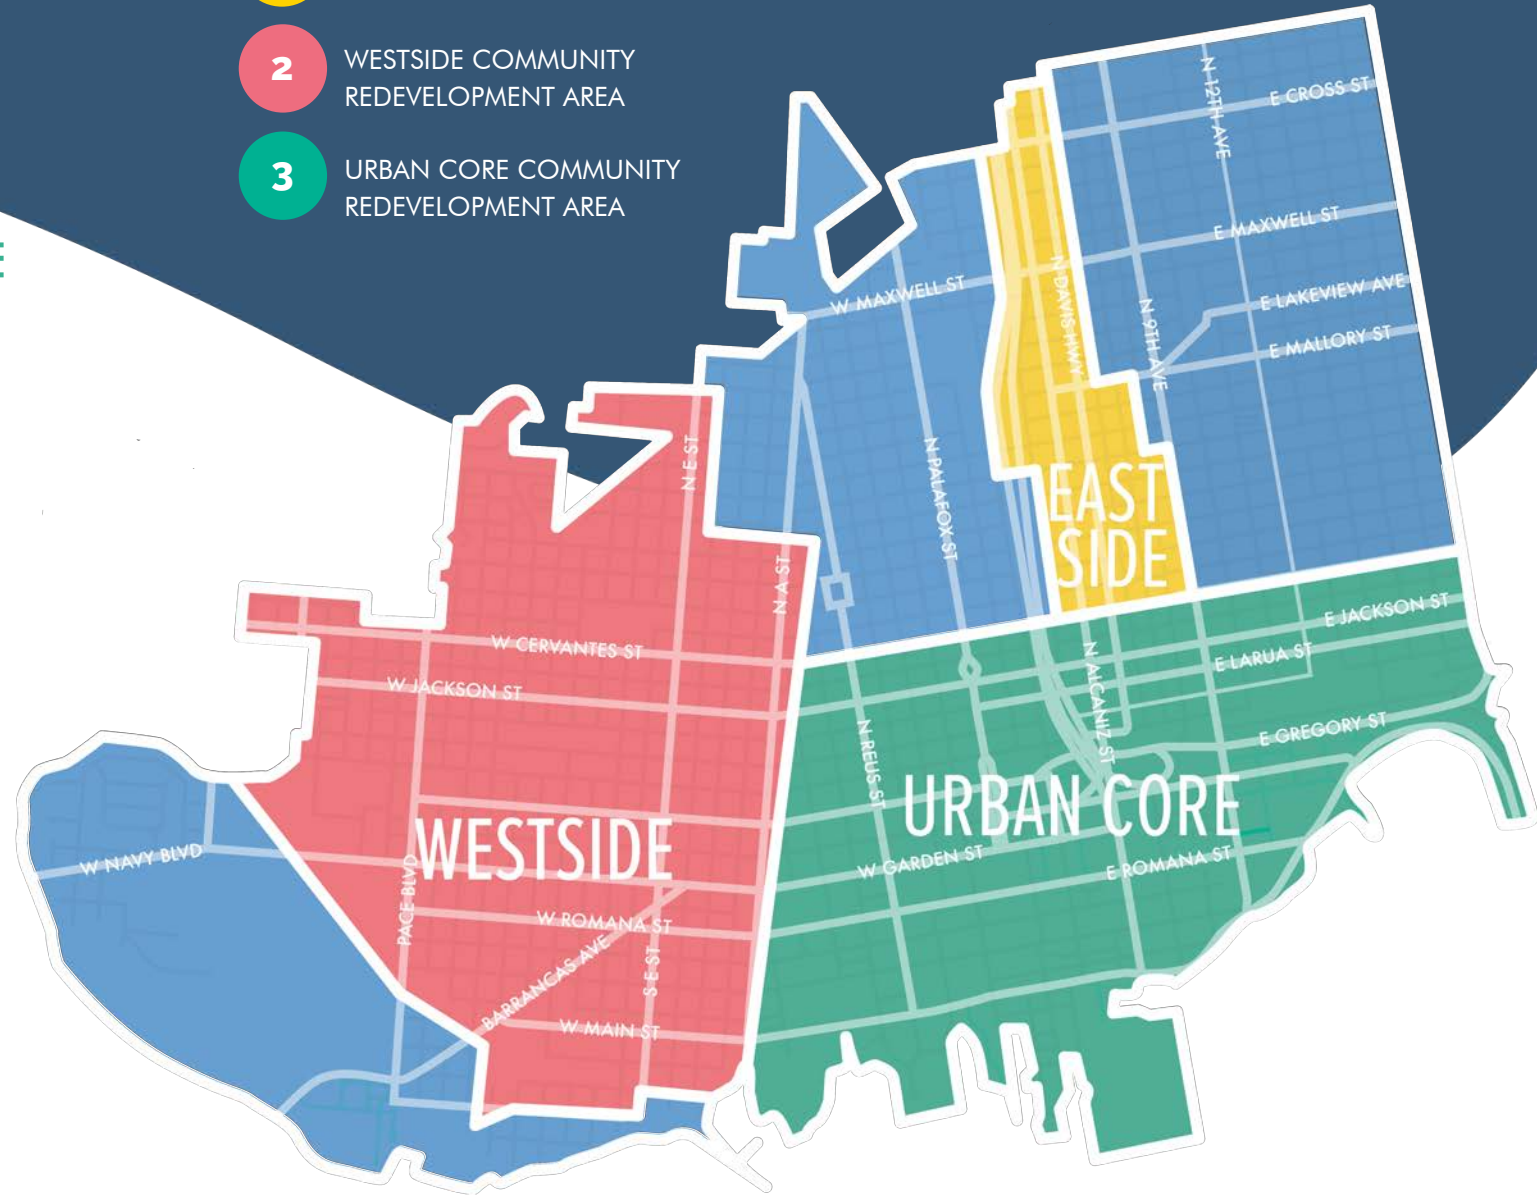 2
WESTSIDE COMMUNITY
REDEVELOPMENT AREA
3
URBAN CORE COMMUNITY
REDEVELOPMENT AREA
N 12TH AVE
E CROSS ST
E MAXWELL ST
W MAXWELL ST
N DAVIS HWY
N 9TH AVE
E LAKEVIEW AVE
E MALLORY ST
N E ST
N PALAFOX ST
EAST
SIDE
N A ST
W CERVANTES ST
W JACKSON ST
E JACKSON ST
E LARUA ST
N ALCANIZ ST
N REUS ST
E GREGORY ST
URBAN CORE
WESTSIDE
W NAVY BLVD
PACE BLVD
W GARDEN ST
E ROMANA ST
W ROMANA ST
BARRANCAS AVE
S E ST
W MAIN ST